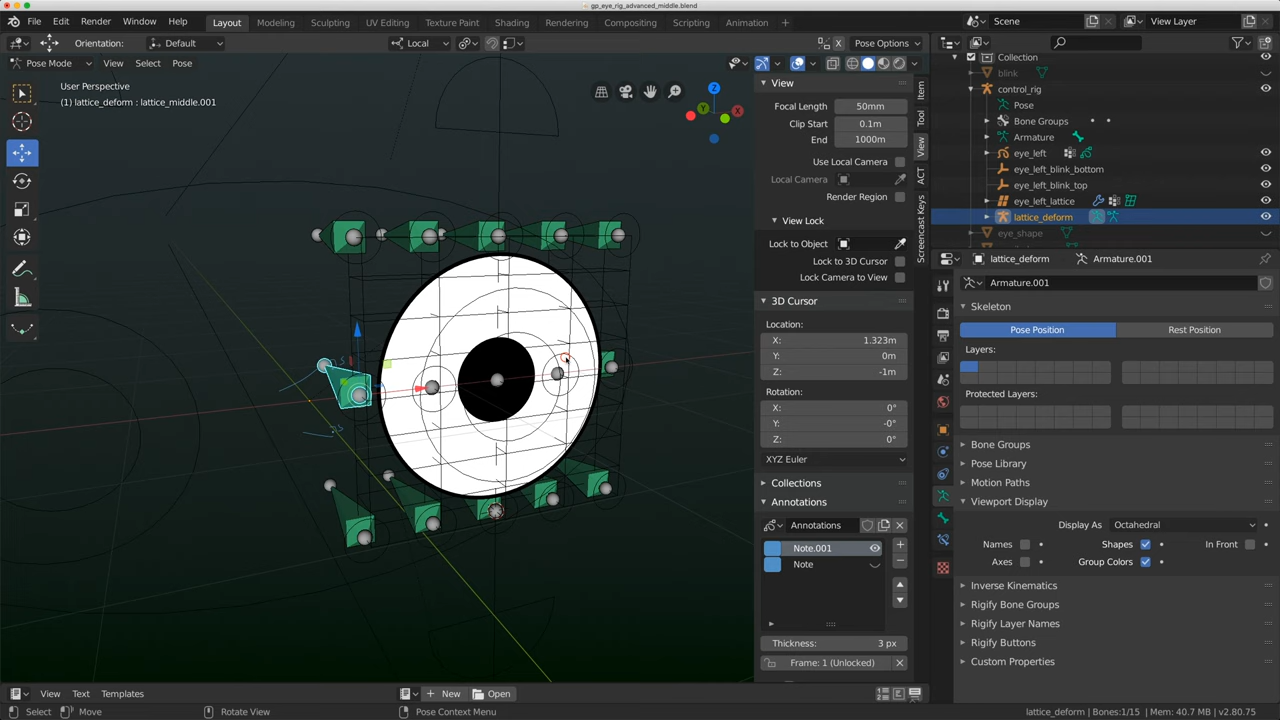 gp_eye_rig_advanced_middle.blend
File Edit Render Window Help Layout Modeling Sculpting UV Editing Texture Paint Shading Rendering Compositing Scripting Animation + Scene View Layer
Orientation: Default Local Pose Options
Pose Mode View Select Pose
User Perspective
(1) lattice_deform : lattice_middle.001
View
Focal Length 50mm
Clip Start 0.1m
End 1000m
Use Local Camera
Local Camera
Render Region
View Lock
Lock to Object
Lock to 3D Cursor
Lock Camera to View
3D Cursor
Location:
X: 1.323m
Y: 0m
Z: -1m
Rotation:
X: 0°
Y: -0°
Z: 0°
XYZ Euler
Collections
Annotations
Annotations
Note.001
Note
Thickness: 3 px
Frame: 1 (Unlocked)
Item
Tool
View
ACT
Screencast Keys
Collection
blink
control_rig
Pose
Bone Groups
Armature
eye_left
eye_left_blink_bottom
eye_left_blink_top
eye_left_lattice
lattice_deform
eye_shape
lattice_deform Armature.001
Armature.001
Skeleton
Pose Position Rest Position
Layers:
Protected Layers:
Bone Groups
Pose Library
Motion Paths
Viewport Display
Display As Octahedral
Names Shapes In Front
Axes Group Colors
Inverse Kinematics
Rigify Bone Groups
Rigify Layer Names
Rigify Buttons
Custom Properties
View Text Templates New Open
Select Move Rotate View Pose Context Menu lattice_deform | Bones:1/15 | Mem: 40.7 MB | v2.80.75